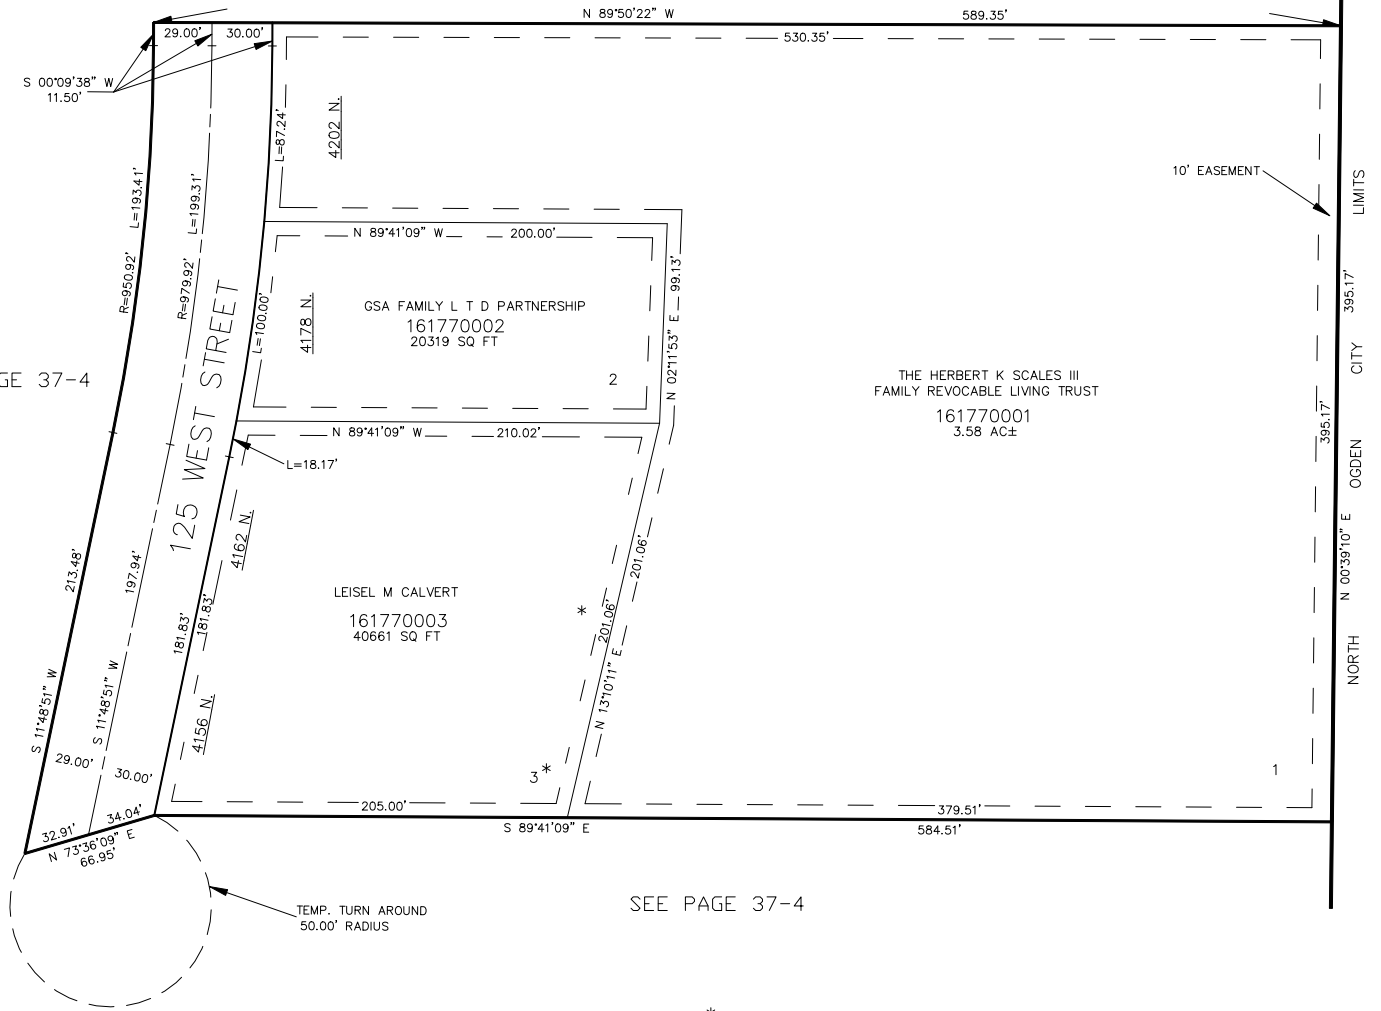 N 89°50'22" W
589.35'
29.00'
30.00'
530.35'
S 00°09'38" W
11.50'
L=87.24'
4202 N.
10' EASEMENT
LIMITS
L=193.41'
L=199.31'
N 89°41'09" W
200.00'
R=950.92'
R=979.92'
99.13'
N 02°11'53" E
395.17'
GSA FAMILY L T D PARTNERSHIP
161770002
20319 SQ FT
L=100.00'
4178 N.
2
GE 37-4
CITY
THE HERBERT K SCALES III
FAMILY REVOCABLE LIVING TRUST
161770001
3.58 AC±
395.17'
N 89°41'09" W
210.02'
L=18.17'
OGDEN
125 WEST STREET
4162 N.
201.06'
N 00°39'10" E
213.48'
197.94'
LEISEL M CALVERT
161770003
40661 SQ FT
*
201.06'
181.83'
181.83'
NORTH
S 11°48'51" W
S 11°48'51" W
N 13°10'11" E
4156 N.
29.00'
30.00'
3
*
1
205.00'
379.51'
32.91'
34.04'
N 73°36'09" E
66.95'
S 89°41'09" E
584.51'
TEMP. TURN AROUND
50.00' RADIUS
SEE PAGE 37-4
*